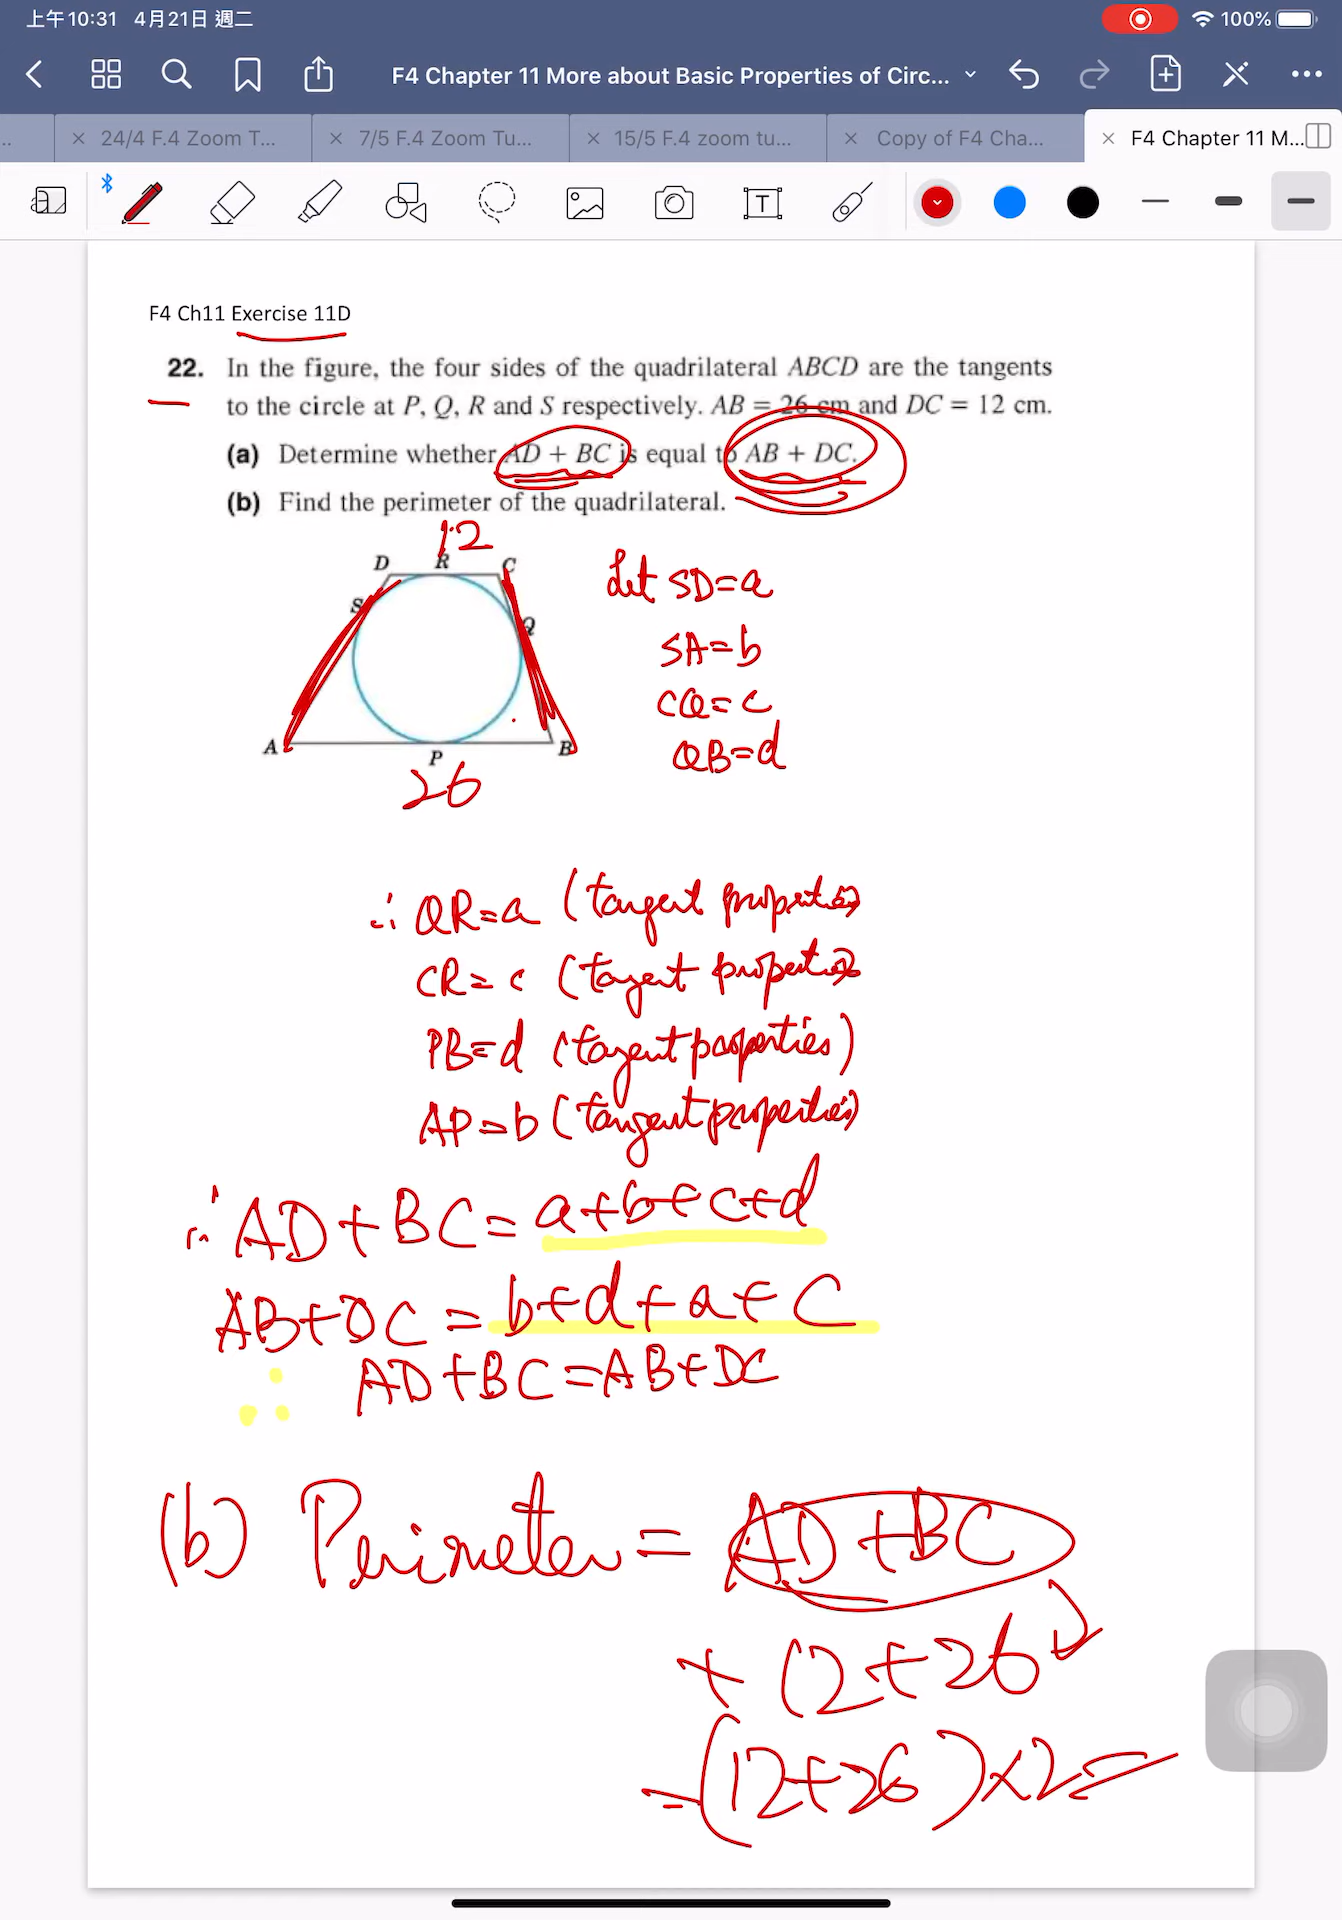 上午10:31 4月21日 週二
100%
F4 Chapter 11 More about Basic Properties of Circ...
24/4 F.4 Zoom T...
7/5 F.4 Zoom Tu...
15/5 F.4 zoom tu...
Copy of F4 Cha...
F4 Chapter 11 M...
F4 Ch11 Exercise 11D
22. In the figure, the four sides of the quadrilateral ABCD are the tangents
to the circle at P, Q, R and S respectively. AB = 26 cm and DC = 12 cm.
(a) Determine whether AD + BC is equal to AB + DC.
(b) Find the perimeter of the quadrilateral.
12
D R C
S Q
A P B
26
Let SD=a
SA=b
CQ=c
QB=d
∴ QR=a (tangent properties)
CR=c (tangent properties)
PB=d (tangent properties)
AP=b (tangent properties)
∴ AD+BC=a+b+c+d
AB+DC=b+d+a+c
∴ AD+BC=AB+DC
(b) Perimeter = AD+BC
+12+26
=(12+26)×2=